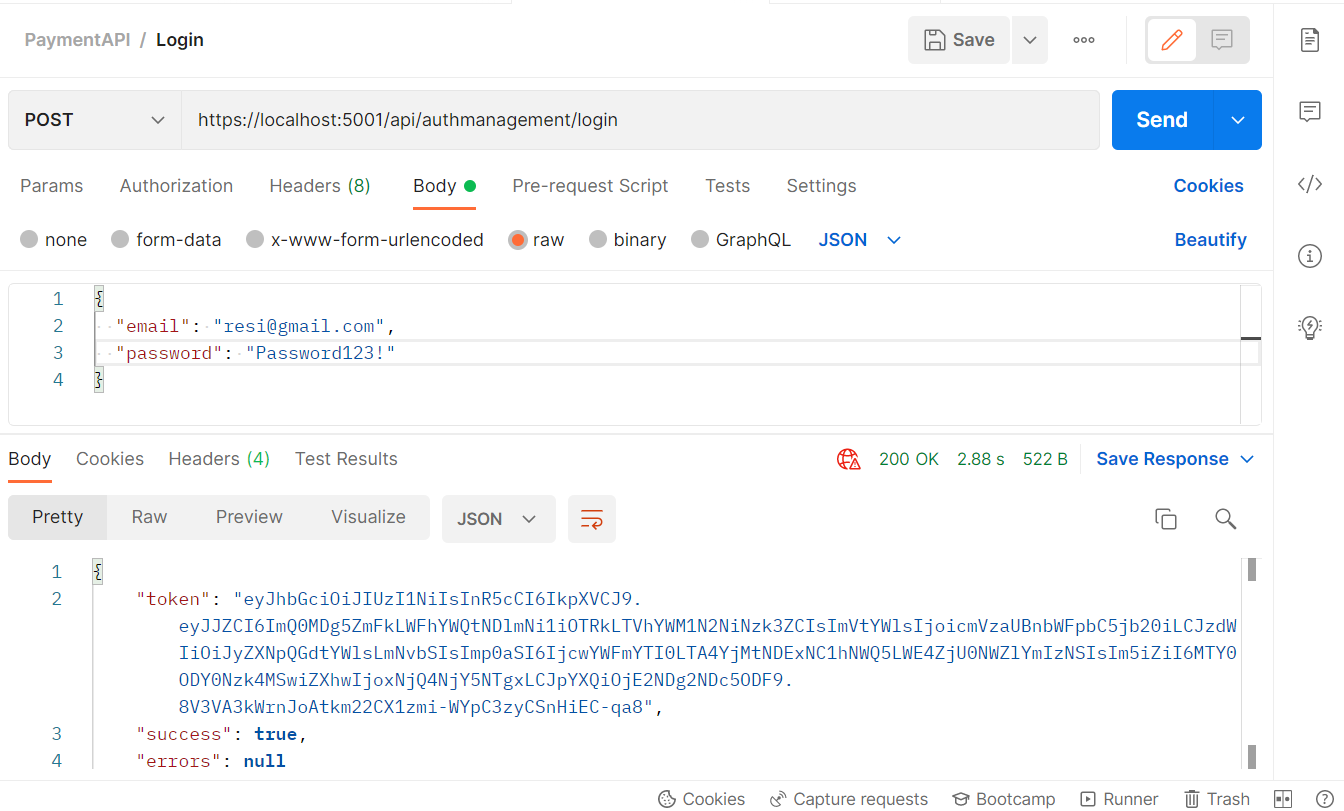 PaymentAPI / Login
Save
POST
https://localhost:5001/api/authmanagement/login
Send
Params Authorization Headers (8) Body Pre-request Script Tests Settings Cookies
none form-data x-www-form-urlencoded raw binary GraphQL JSON Beautify
1 {
2 "email": "resi@gmail.com",
3 "password": "Password123!"
4 }
Body Cookies Headers (4) Test Results 200 OK 2.88 s 522 B Save Response
Pretty Raw Preview Visualize JSON
1 {
2 "token": "eyJhbGciOiJIUzI1NiIsInR5cCI6IkpXVCJ9.
eyJJZCI6ImQ0MDg5ZmFkLWFhYWQtNDlmNi1iOTRkLTVhYWM1N2NiNzk3ZCIsImVtYWlsIjoicmVzaUBnbWFpbC5jb20iLCJzdW
IiOiJyZXNpQGdtYWlsLmNvbSIsImp0aSI6IjcwYWFmYTI0LTA4YjMtNDExNC1hNWQ5LWE4ZjU0NWZlYmIzNSIsIm5iZiI6MTY0
ODY0Nzk4MSwiZXhwIjoxNjQ4NjY5NTgxLCJpYXQiOjE2NDg2NDc5ODF9.
8V3VA3kWrnJoAtkm22CX1zmi-WYpC3zyCSnHiEC-qa8",
3 "success": true,
4 "errors": null
Cookies Capture requests Bootcamp Runner Trash